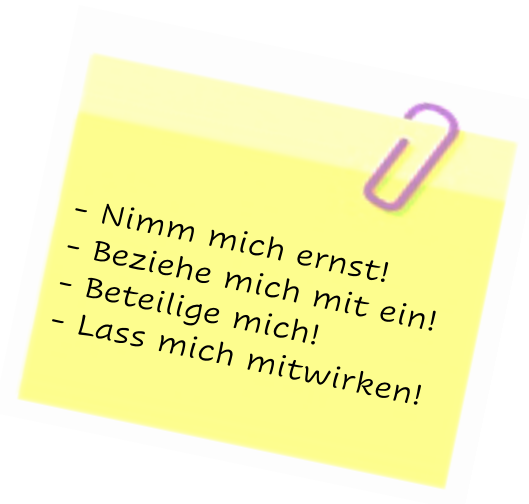 - Nimm mich ernst!
- Beziehe mich mit ein!
- Beteilige mich!
- Lass mich mitwirken!